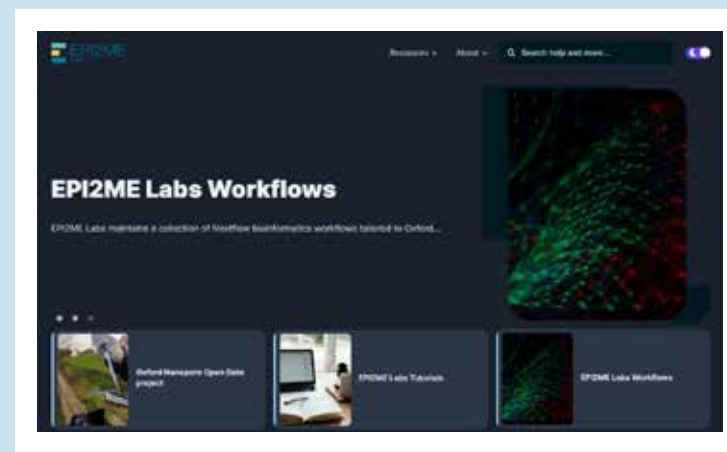 EPI2ME
Resources
About
Search help and more...
EPI2ME Labs Workflows
EPI2ME Labs maintains a collection of Nextflow bioinformatics workflows tailored to Oxford...
Oxford Nanopore Open Data
project
EPI2ME Labs Tutorials
EPI2ME Labs Workflows